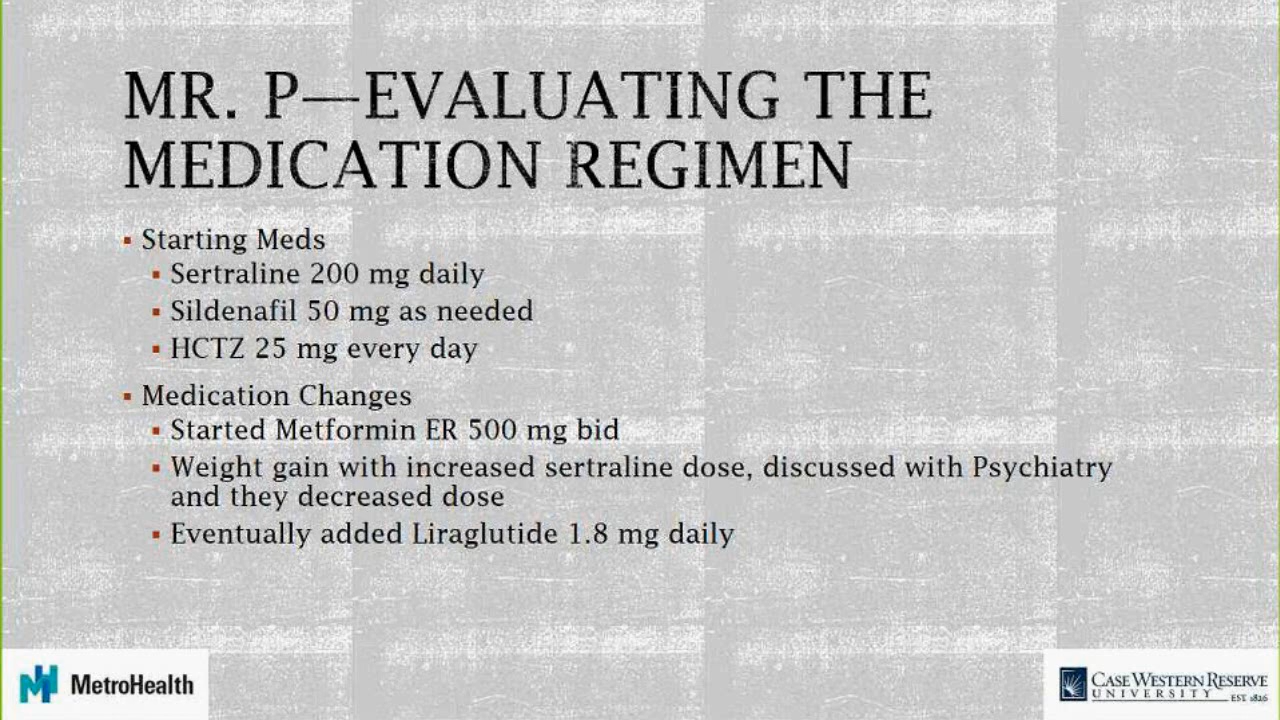 MR. P—EVALUATING THE
MEDICATION REGIMEN
▪ Starting Meds
▪ Sertraline 200 mg daily
▪ Sildenafil 50 mg as needed
▪ HCTZ 25 mg every day
▪ Medication Changes
▪ Started Metformin ER 500 mg bid
▪ Weight gain with increased sertraline dose, discussed with Psychiatry
and they decreased dose
▪ Eventually added Liraglutide 1.8 mg daily
MetroHealth
CASE WESTERN RESERVE
UNIVERSITY EST. 1826